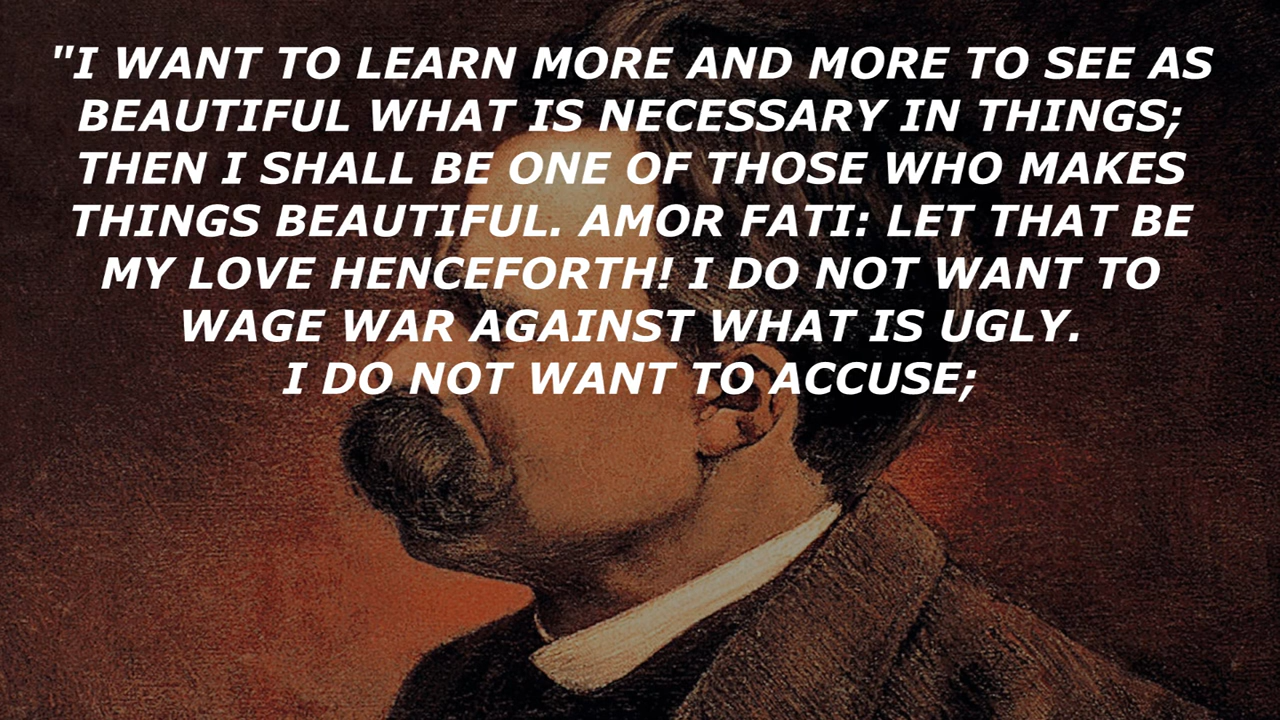 "I WANT TO LEARN MORE AND MORE TO SEE AS
BEAUTIFUL WHAT IS NECESSARY IN THINGS;
THEN I SHALL BE ONE OF THOSE WHO MAKES
THINGS BEAUTIFUL. AMOR FATI: LET THAT BE
MY LOVE HENCEFORTH! I DO NOT WANT TO
WAGE WAR AGAINST WHAT IS UGLY.
I DO NOT WANT TO ACCUSE;